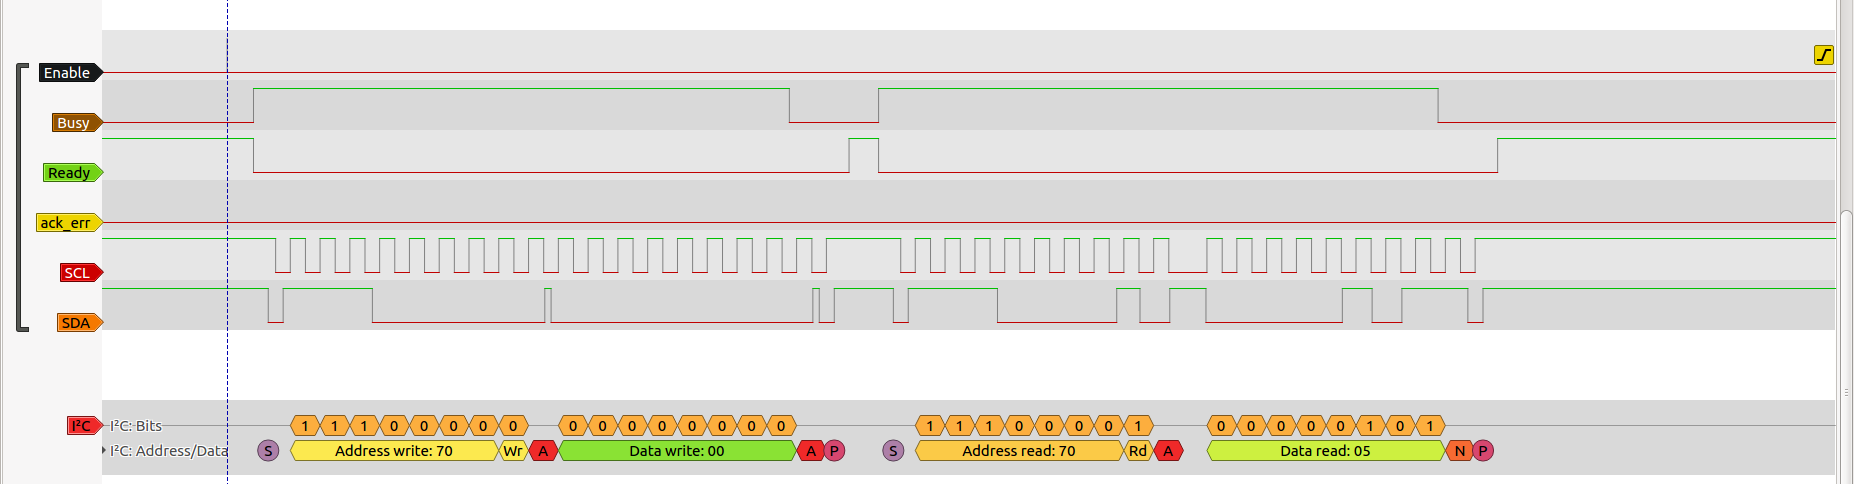 Enable
Busy
Ready
ack_err
SCL
SDA
I²C I²C: Bits 1 1 1 0 0 0 0 0 0 0 0 0 0 0 0 0 1 1 1 0 0 0 0 1 0 0 0 0 0 1 0 1
I²C: Address/Data S Address write: 70 Wr A Data write: 00 A P S Address read: 70 Rd A Data read: 05 N P